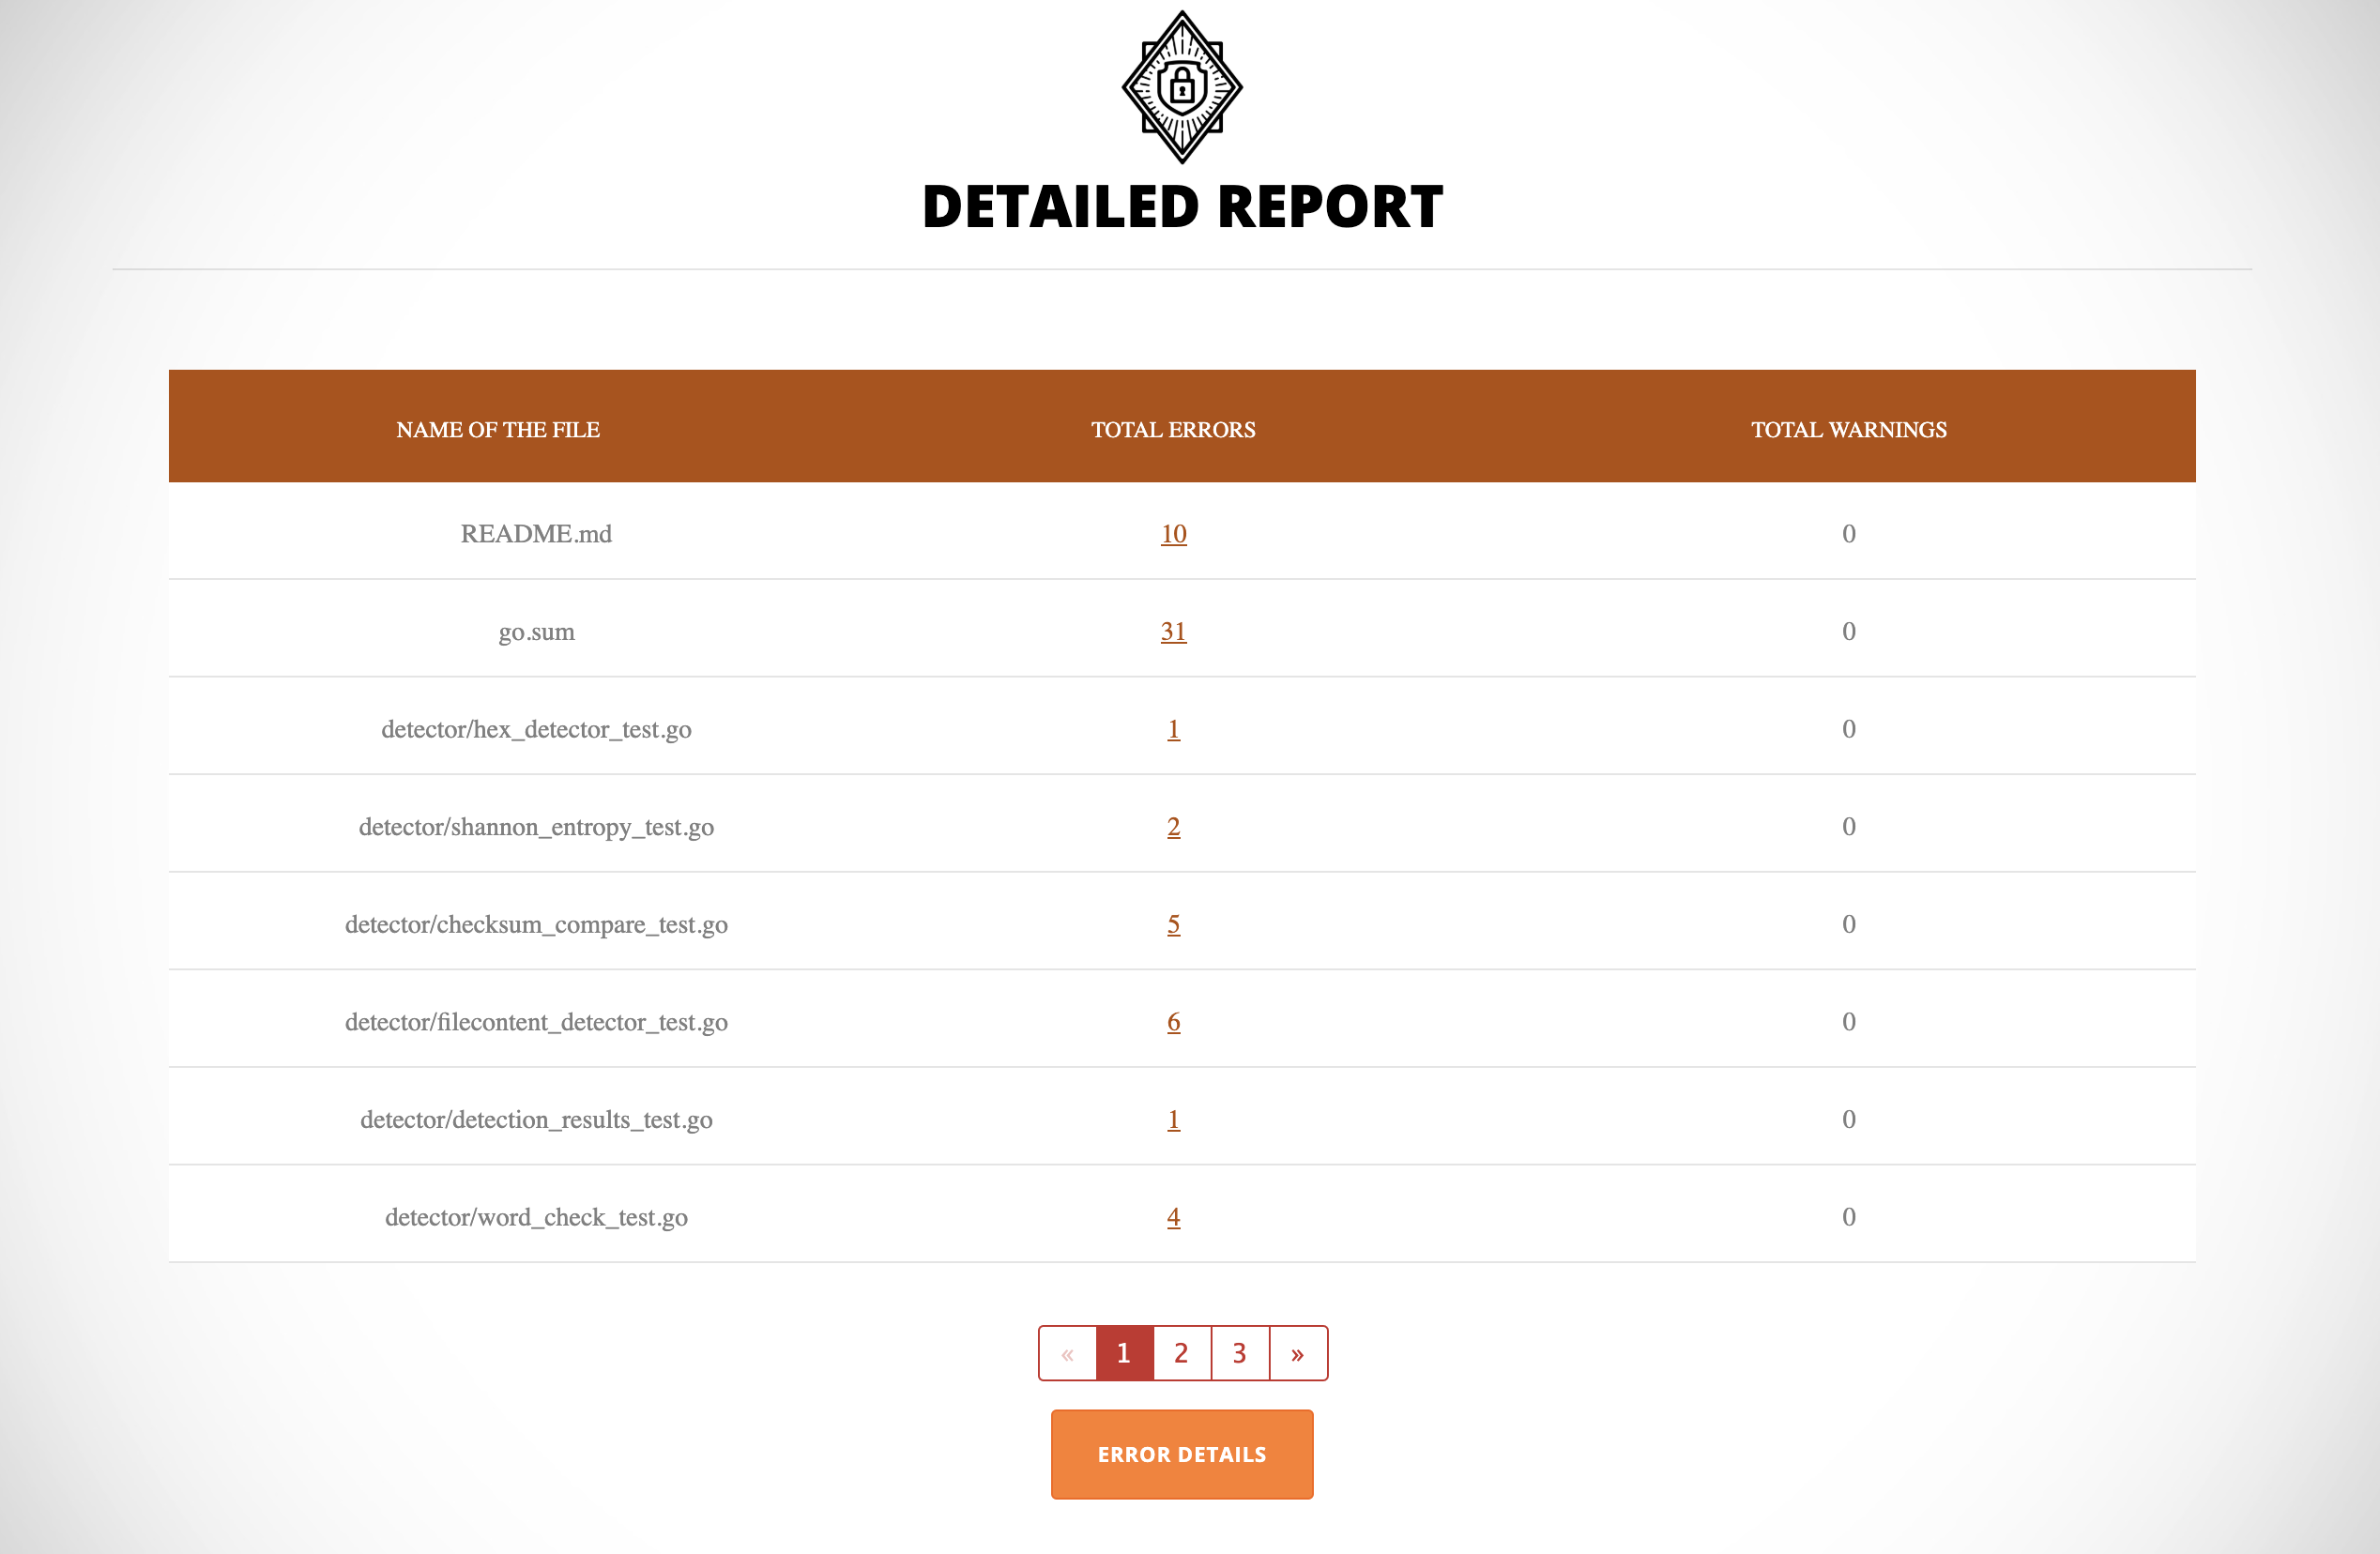 DETAILED REPORT
NAME OF THE FILE TOTAL ERRORS TOTAL WARNINGS
README.md 10 0
go.sum 31 0
detector/hex_detector_test.go 1 0
detector/shannon_entropy_test.go 2 0
detector/checksum_compare_test.go 5 0
detector/filecontent_detector_test.go 6 0
detector/detection_results_test.go 1 0
detector/word_check_test.go 4 0
« 1 2 3 »
ERROR DETAILS